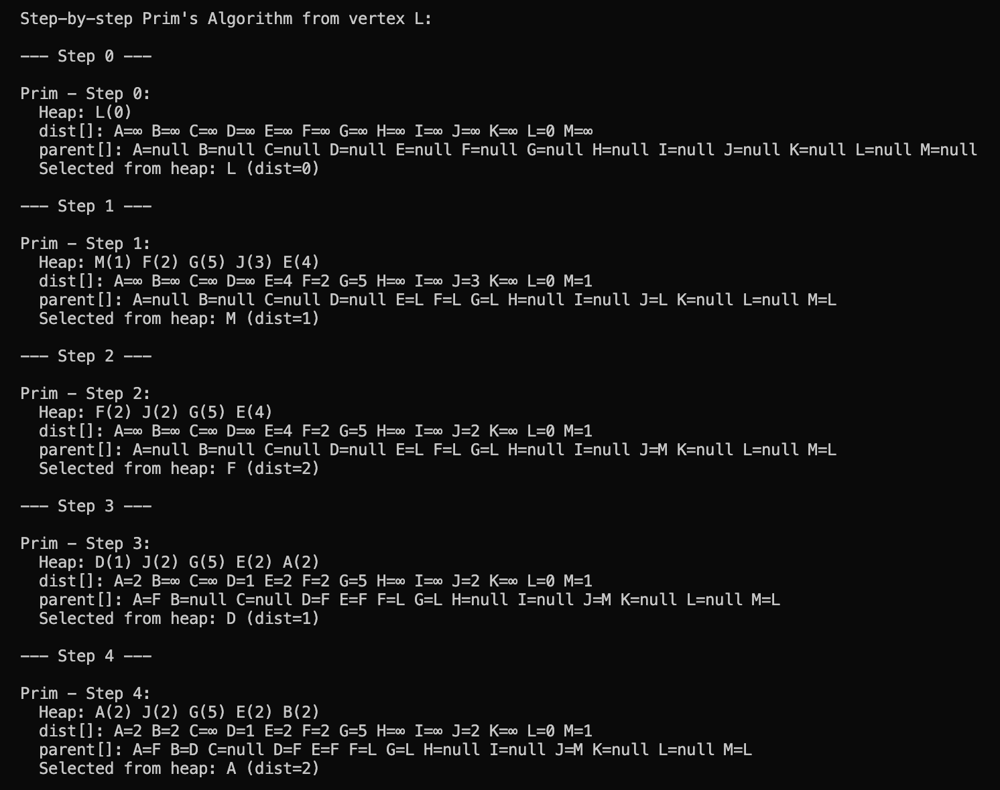 Step-by-step Prim's Algorithm from vertex L:
--- Step 0 ---
Prim - Step 0:
Heap: L(0)
dist[]: A=∞ B=∞ C=∞ D=∞ E=∞ F=∞ G=∞ H=∞ I=∞ J=∞ K=∞ L=0 M=∞
parent[]: A=null B=null C=null D=null E=null F=null G=null H=null I=null J=null K=null L=null M=null
Selected from heap: L (dist=0)
--- Step 1 ---
Prim - Step 1:
Heap: M(1) F(2) G(5) J(3) E(4)
dist[]: A=∞ B=∞ C=∞ D=∞ E=4 F=2 G=5 H=∞ I=∞ J=3 K=∞ L=0 M=1
parent[]: A=null B=null C=null D=null E=L F=L G=L H=null I=null J=L K=null L=null M=L
Selected from heap: M (dist=1)
--- Step 2 ---
Prim - Step 2:
Heap: F(2) J(2) G(5) E(4)
dist[]: A=∞ B=∞ C=∞ D=∞ E=4 F=2 G=5 H=∞ I=∞ J=2 K=∞ L=0 M=1
parent[]: A=null B=null C=null D=null E=L F=L G=L H=null I=null J=M K=null L=null M=L
Selected from heap: F (dist=2)
--- Step 3 ---
Prim - Step 3:
Heap: D(1) J(2) G(5) E(2) A(2)
dist[]: A=2 B=∞ C=∞ D=1 E=2 F=2 G=5 H=∞ I=∞ J=2 K=∞ L=0 M=1
parent[]: A=F B=null C=null D=F E=F F=L G=L H=null I=null J=M K=null L=null M=L
Selected from heap: D (dist=1)
--- Step 4 ---
Prim - Step 4:
Heap: A(2) J(2) G(5) E(2) B(2)
dist[]: A=2 B=2 C=∞ D=1 E=2 F=2 G=5 H=∞ I=∞ J=2 K=∞ L=0 M=1
parent[]: A=F B=D C=null D=F E=F F=L G=L H=null I=null J=M K=null L=null M=L
Selected from heap: A (dist=2)